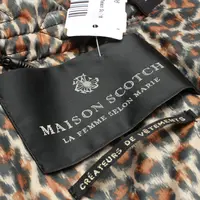 MAISON SCOTCH
LA FEMME SELON MARIE
CRÉATEURS DE VÊTEMENTS